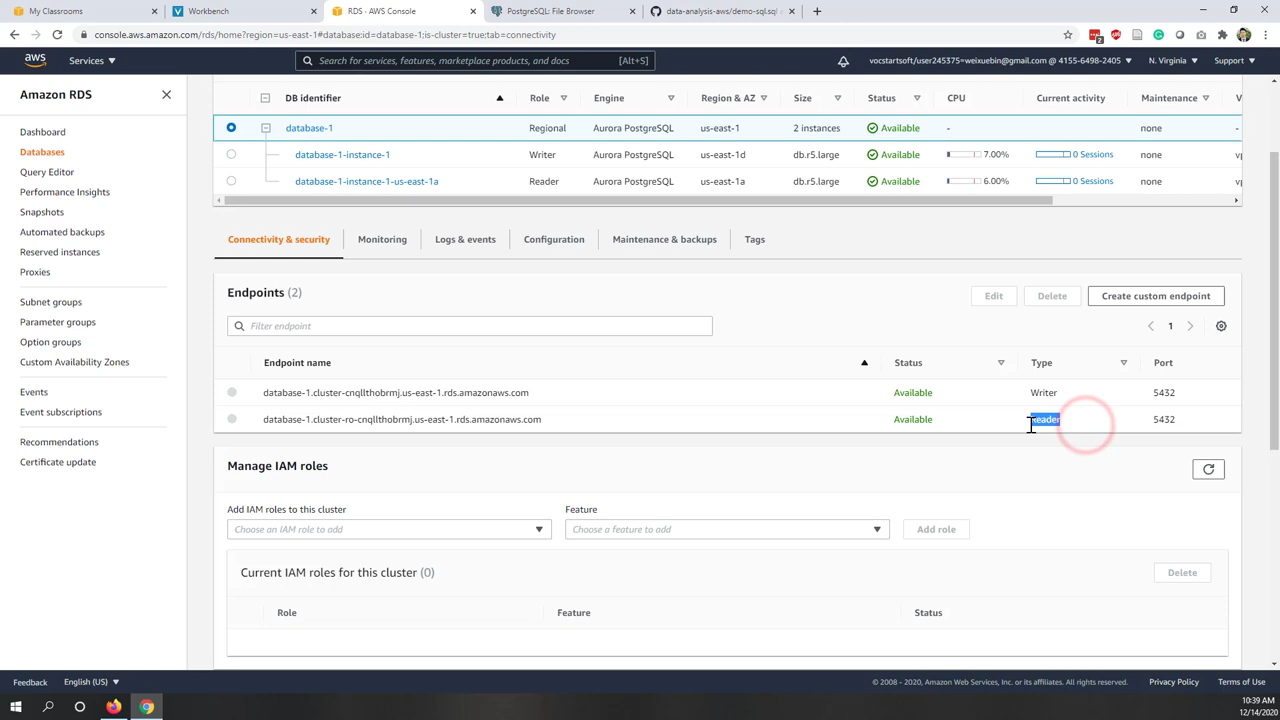 My Classrooms
Workbench
RDS · AWS Console
PostgreSQL: File Browser
data-analysis-aws/demo-sql.sql
console.aws.amazon.com/rds/home?region=us-east-1#database:id=database-1;is-cluster=true;tab=connectivity
aws
Services
Search for services, features, marketplace products, and docs
[Alt+S]
vocstartsoft/user245375=weixuebin@gmail.com @ 4155-6498-2405
N. Virginia
Support
Amazon RDS
Dashboard
Databases
Query Editor
Performance Insights
Snapshots
Automated backups
Reserved instances
Proxies
Subnet groups
Parameter groups
Option groups
Custom Availability Zones
Events
Event subscriptions
Recommendations
Certificate update
DB identifier Role Engine Region & AZ Size Status CPU Current activity Maintenance V
database-1 Regional Aurora PostgreSQL us-east-1 2 instances Available - none -
database-1-instance-1 Writer Aurora PostgreSQL us-east-1d db.r5.large Available 7.00% 0 Sessions none vp
database-1-instance-1-us-east-1a Reader Aurora PostgreSQL us-east-1a db.r5.large Available 6.00% 0 Sessions none vp
Connectivity & security
Monitoring
Logs & events
Configuration
Maintenance & backups
Tags
Endpoints (2)
Edit
Delete
Create custom endpoint
Filter endpoint
1
Endpoint name Status Type Port
database-1.cluster-cnqllthobrmj.us-east-1.rds.amazonaws.com Available Writer 5432
database-1.cluster-ro-cnqllthobrmj.us-east-1.rds.amazonaws.com Available Reader 5432
Manage IAM roles
Add IAM roles to this cluster
Feature
Choose an IAM role to add
Choose a feature to add
Add role
Current IAM roles for this cluster (0)
Delete
Role Feature Status
Feedback
English (US)
© 2008 - 2020, Amazon Web Services, Inc. or its affiliates. All rights reserved.
Privacy Policy
Terms of Use
10:39 AM
12/14/2020